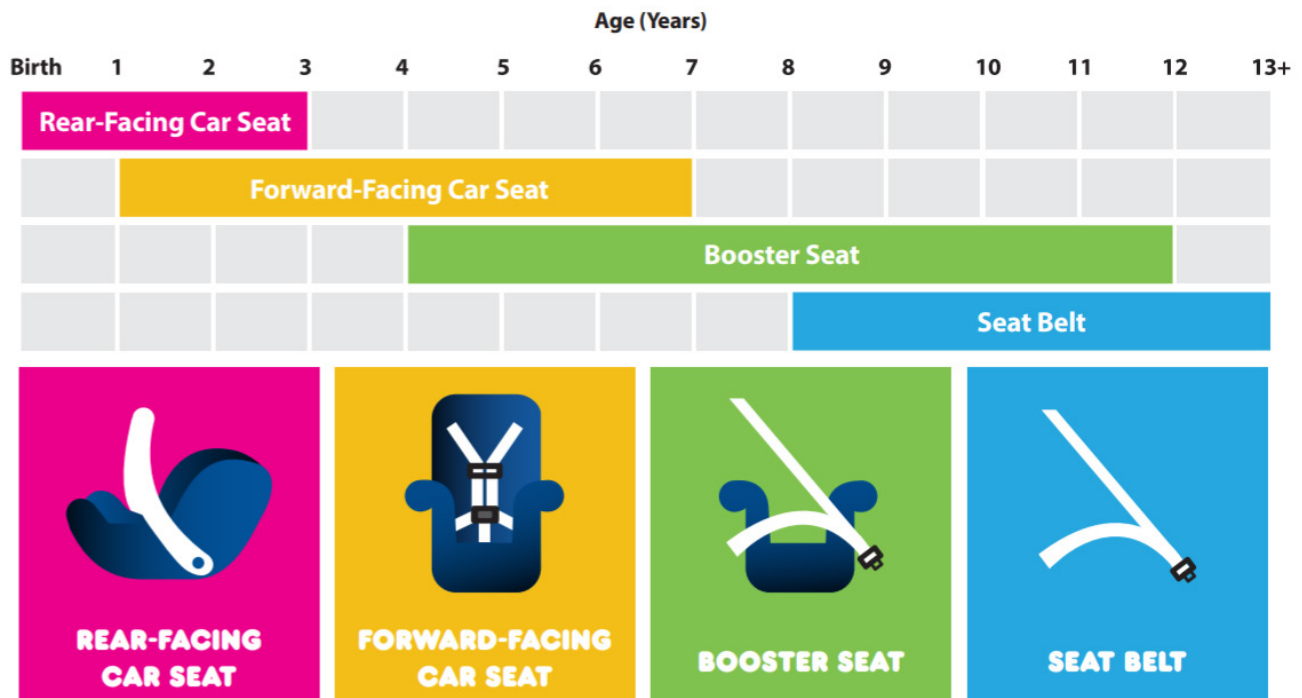 Age (Years)
Birth 1 2 3 4 5 6 7 8 9 10 11 12 13+
Rear-Facing Car Seat
Forward-Facing Car Seat
Booster Seat
Seat Belt
REAR-FACING
CAR SEAT
FORWARD-FACING
CAR SEAT
BOOSTER SEAT
SEAT BELT